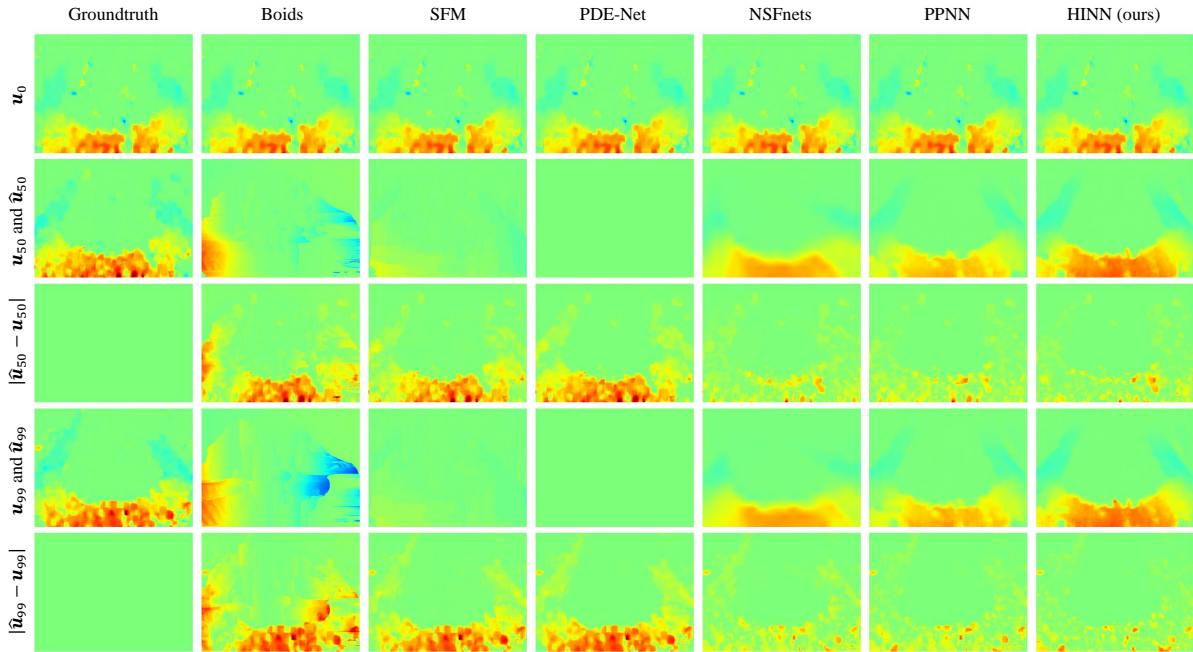 Groundtruth Boids SFM PDE-Net NSFnets PPNN HINN (ours)
𝒖₀
𝒖₅₀ and 𝒖̂₅₀
|𝒖̂₅₀ − 𝒖₅₀|
𝒖₉₉ and 𝒖̂₉₉
|𝒖̂₉₉ − 𝒖₉₉|